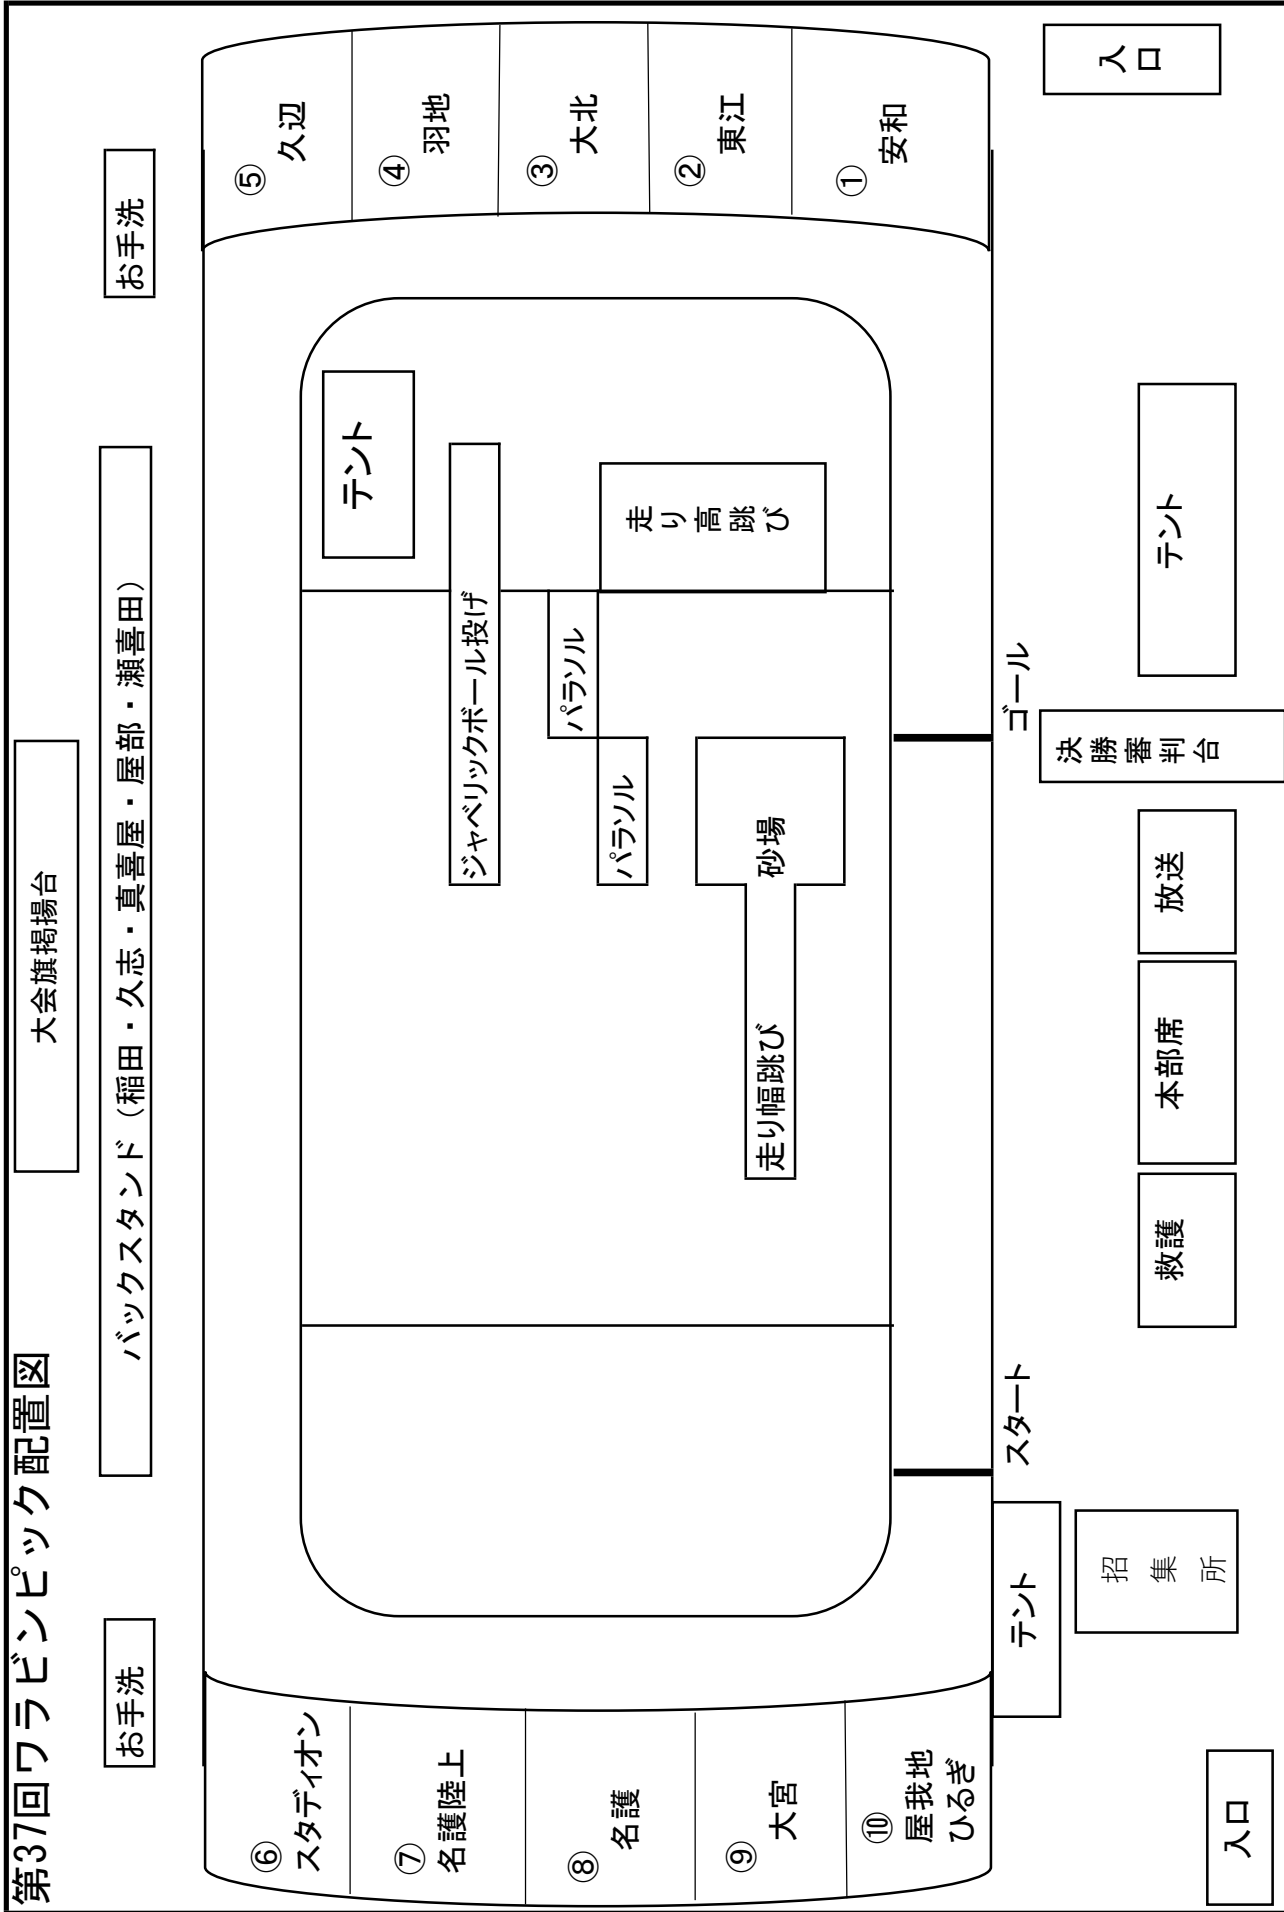 第37回ワラビンピック配置図
大会旗掲揚台
お手洗
バックスタンド（稲田・久志・真喜屋・屋部・瀬喜田）
お手洗
⑥
スタディオン
⑦
名護陸上
⑧
名護
⑨
大宮
⑩
屋我地
ひるぎ
テント
ジャベリックボール投げ
パラソル
パラソル
走り高跳び
砂場
走り幅跳び
⑤
久辺
④
羽地
③
大北
②
東江
①
安和
スタート
ゴール
テント
招集所
決勝審判台
救護
本部席
放送
テント
入口
入口